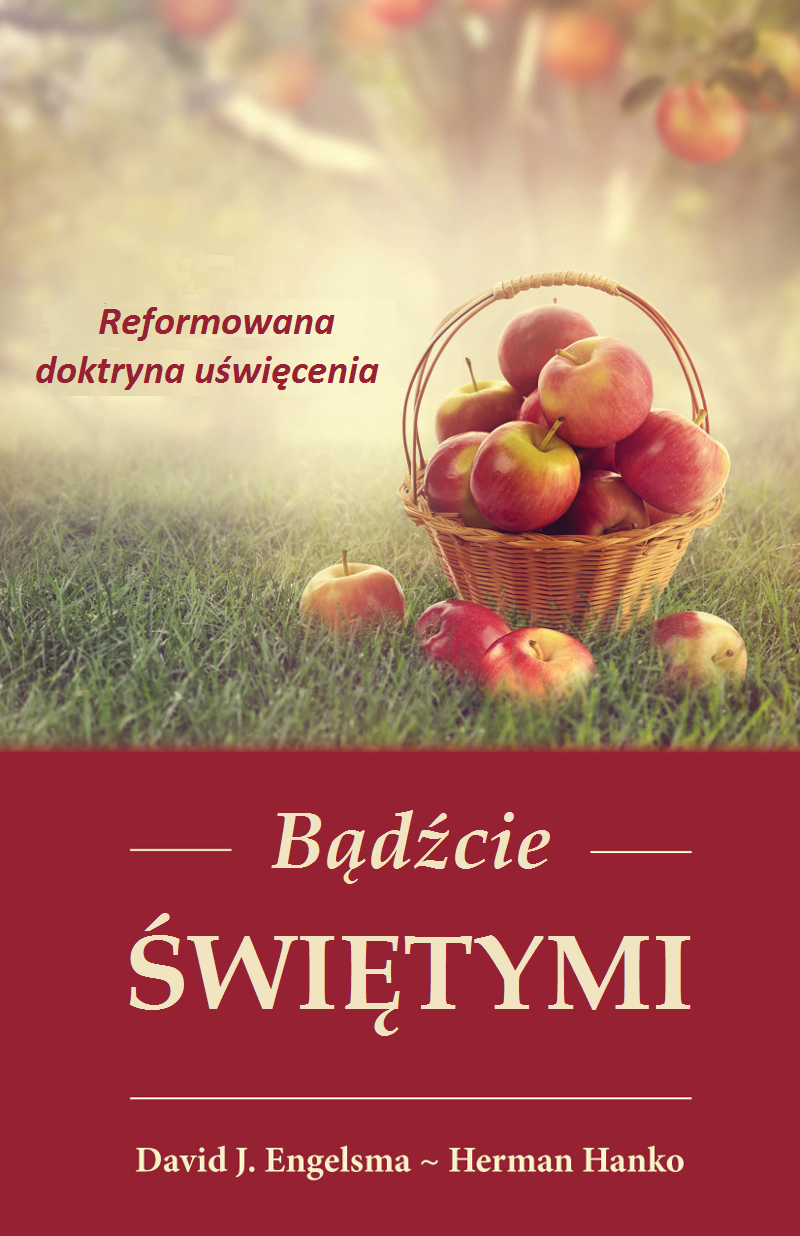 Reformowana
doktryna uświęcenia
Bądźcie
ŚWIĘTYMI
David J. Engelsma ~ Herman Hanko